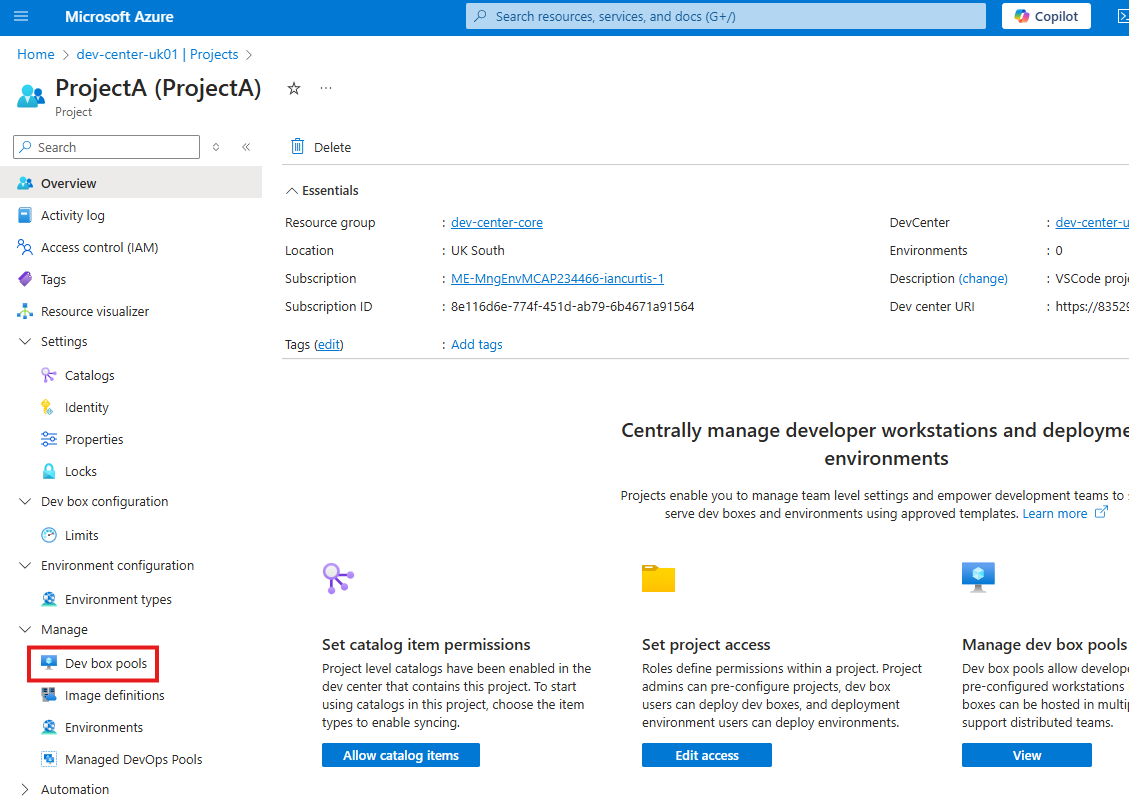 Microsoft Azure
Search resources, services, and docs (G+/)
Copilot
Home > dev-center-uk01 | Projects >
ProjectA (ProjectA)
Project
Search
Delete
Overview
Activity log
Access control (IAM)
Tags
Resource visualizer
Settings
Catalogs
Identity
Properties
Locks
Dev box configuration
Limits
Environment configuration
Environment types
Manage
Dev box pools
Image definitions
Environments
Managed DevOps Pools
Automation
Essentials
Resource group : dev-center-core
Location : UK South
Subscription : ME-MngEnvMCAP234466-iancurtis-1
Subscription ID : 8e116d6e-774f-451d-ab79-6b4671a91564
DevCenter : dev-center-u
Environments : 0
Description (change) : VSCode proje
Dev center URI : https://83529
Tags (edit) : Add tags
Centrally manage developer workstations and deployme
environments
Projects enable you to manage team level settings and empower development teams to s
serve dev boxes and environments using approved templates. Learn more
Set catalog item permissions
Project level catalogs have been enabled in the
dev center that contains this project. To start
using catalogs in this project, choose the item
types to enable syncing.
Allow catalog items
Set project access
Roles define permissions within a project. Project
admins can pre-configure projects, dev box
users can deploy dev boxes, and deployment
environment users can deploy environments.
Edit access
Manage dev box pools
Dev box pools allow develope
pre-configured workstations
boxes can be hosted in multip
support distributed teams.
View